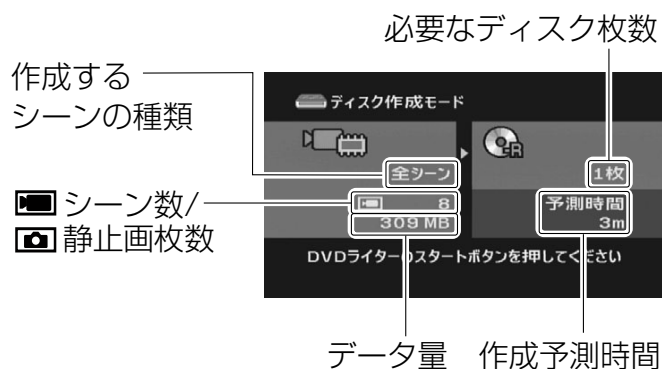 必要なディスク枚数
作成する
シーンの種類
ディスク作成モード
R
全シーン
1枚
シーン数/
静止画枚数
8
予測時間
309 MB
3m
DVDライターのスタートボタンを押してください
データ量
作成予測時間